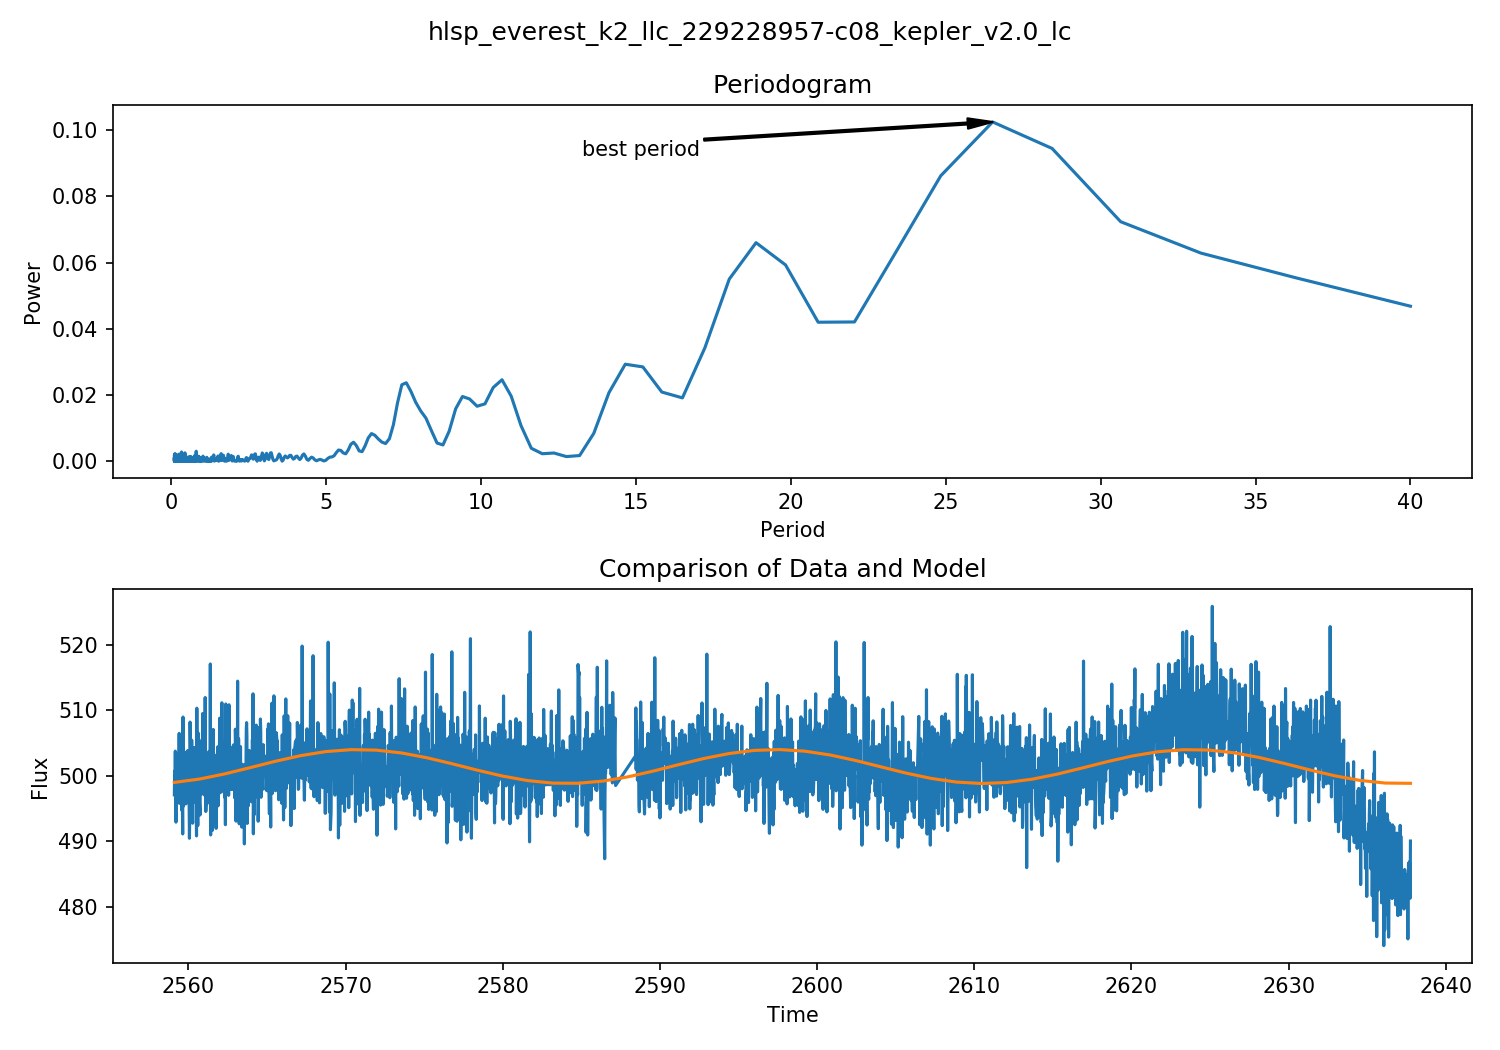 hlsp_everest_k2_llc_229228957-c08_kepler_v2.0_lc
Periodogram
best period
Power
0.10
0.08
0.06
0.04
0.02
0.00
0 5 10 15 20 25 30 35 40
Period
Comparison of Data and Model
Flux
520
510
500
490
480
2560 2570 2580 2590 2600 2610 2620 2630 2640
Time